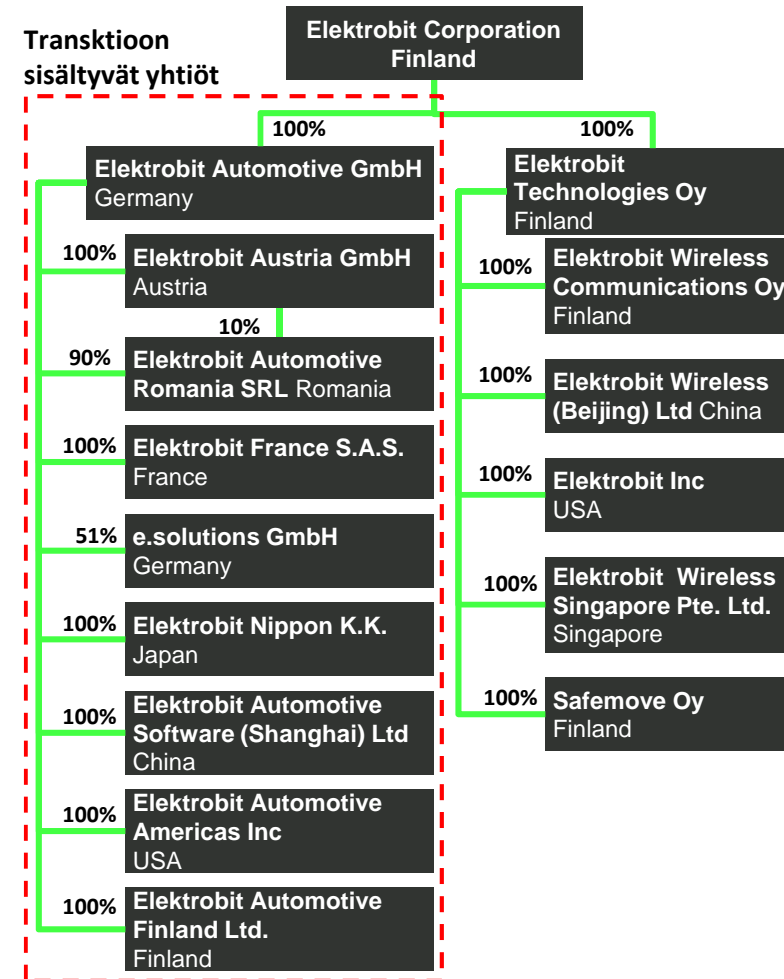 Transktioon
sisältyvät yhtiöt
Elektrobit Corporation
Finland
100%
100%
Elektrobit Automotive GmbH
Germany
100%
Elektrobit Austria GmbH
Austria
10%
90%
Elektrobit Automotive
Romania SRL Romania
100%
Elektrobit France S.A.S.
France
51%
e.solutions GmbH
Germany
100%
Elektrobit Nippon K.K.
Japan
100%
Elektrobit Automotive
Software (Shanghai) Ltd
China
100%
Elektrobit Automotive
Americas Inc
USA
100%
Elektrobit Automotive
Finland Ltd.
Finland
Elektrobit
Technologies Oy
Finland
100%
Elektrobit Wireless
Communications Oy
Finland
100%
Elektrobit Wireless
(Beijing) Ltd China
100%
Elektrobit Inc
USA
100%
Elektrobit Wireless
Singapore Pte. Ltd.
Singapore
100%
Safemove Oy
Finland